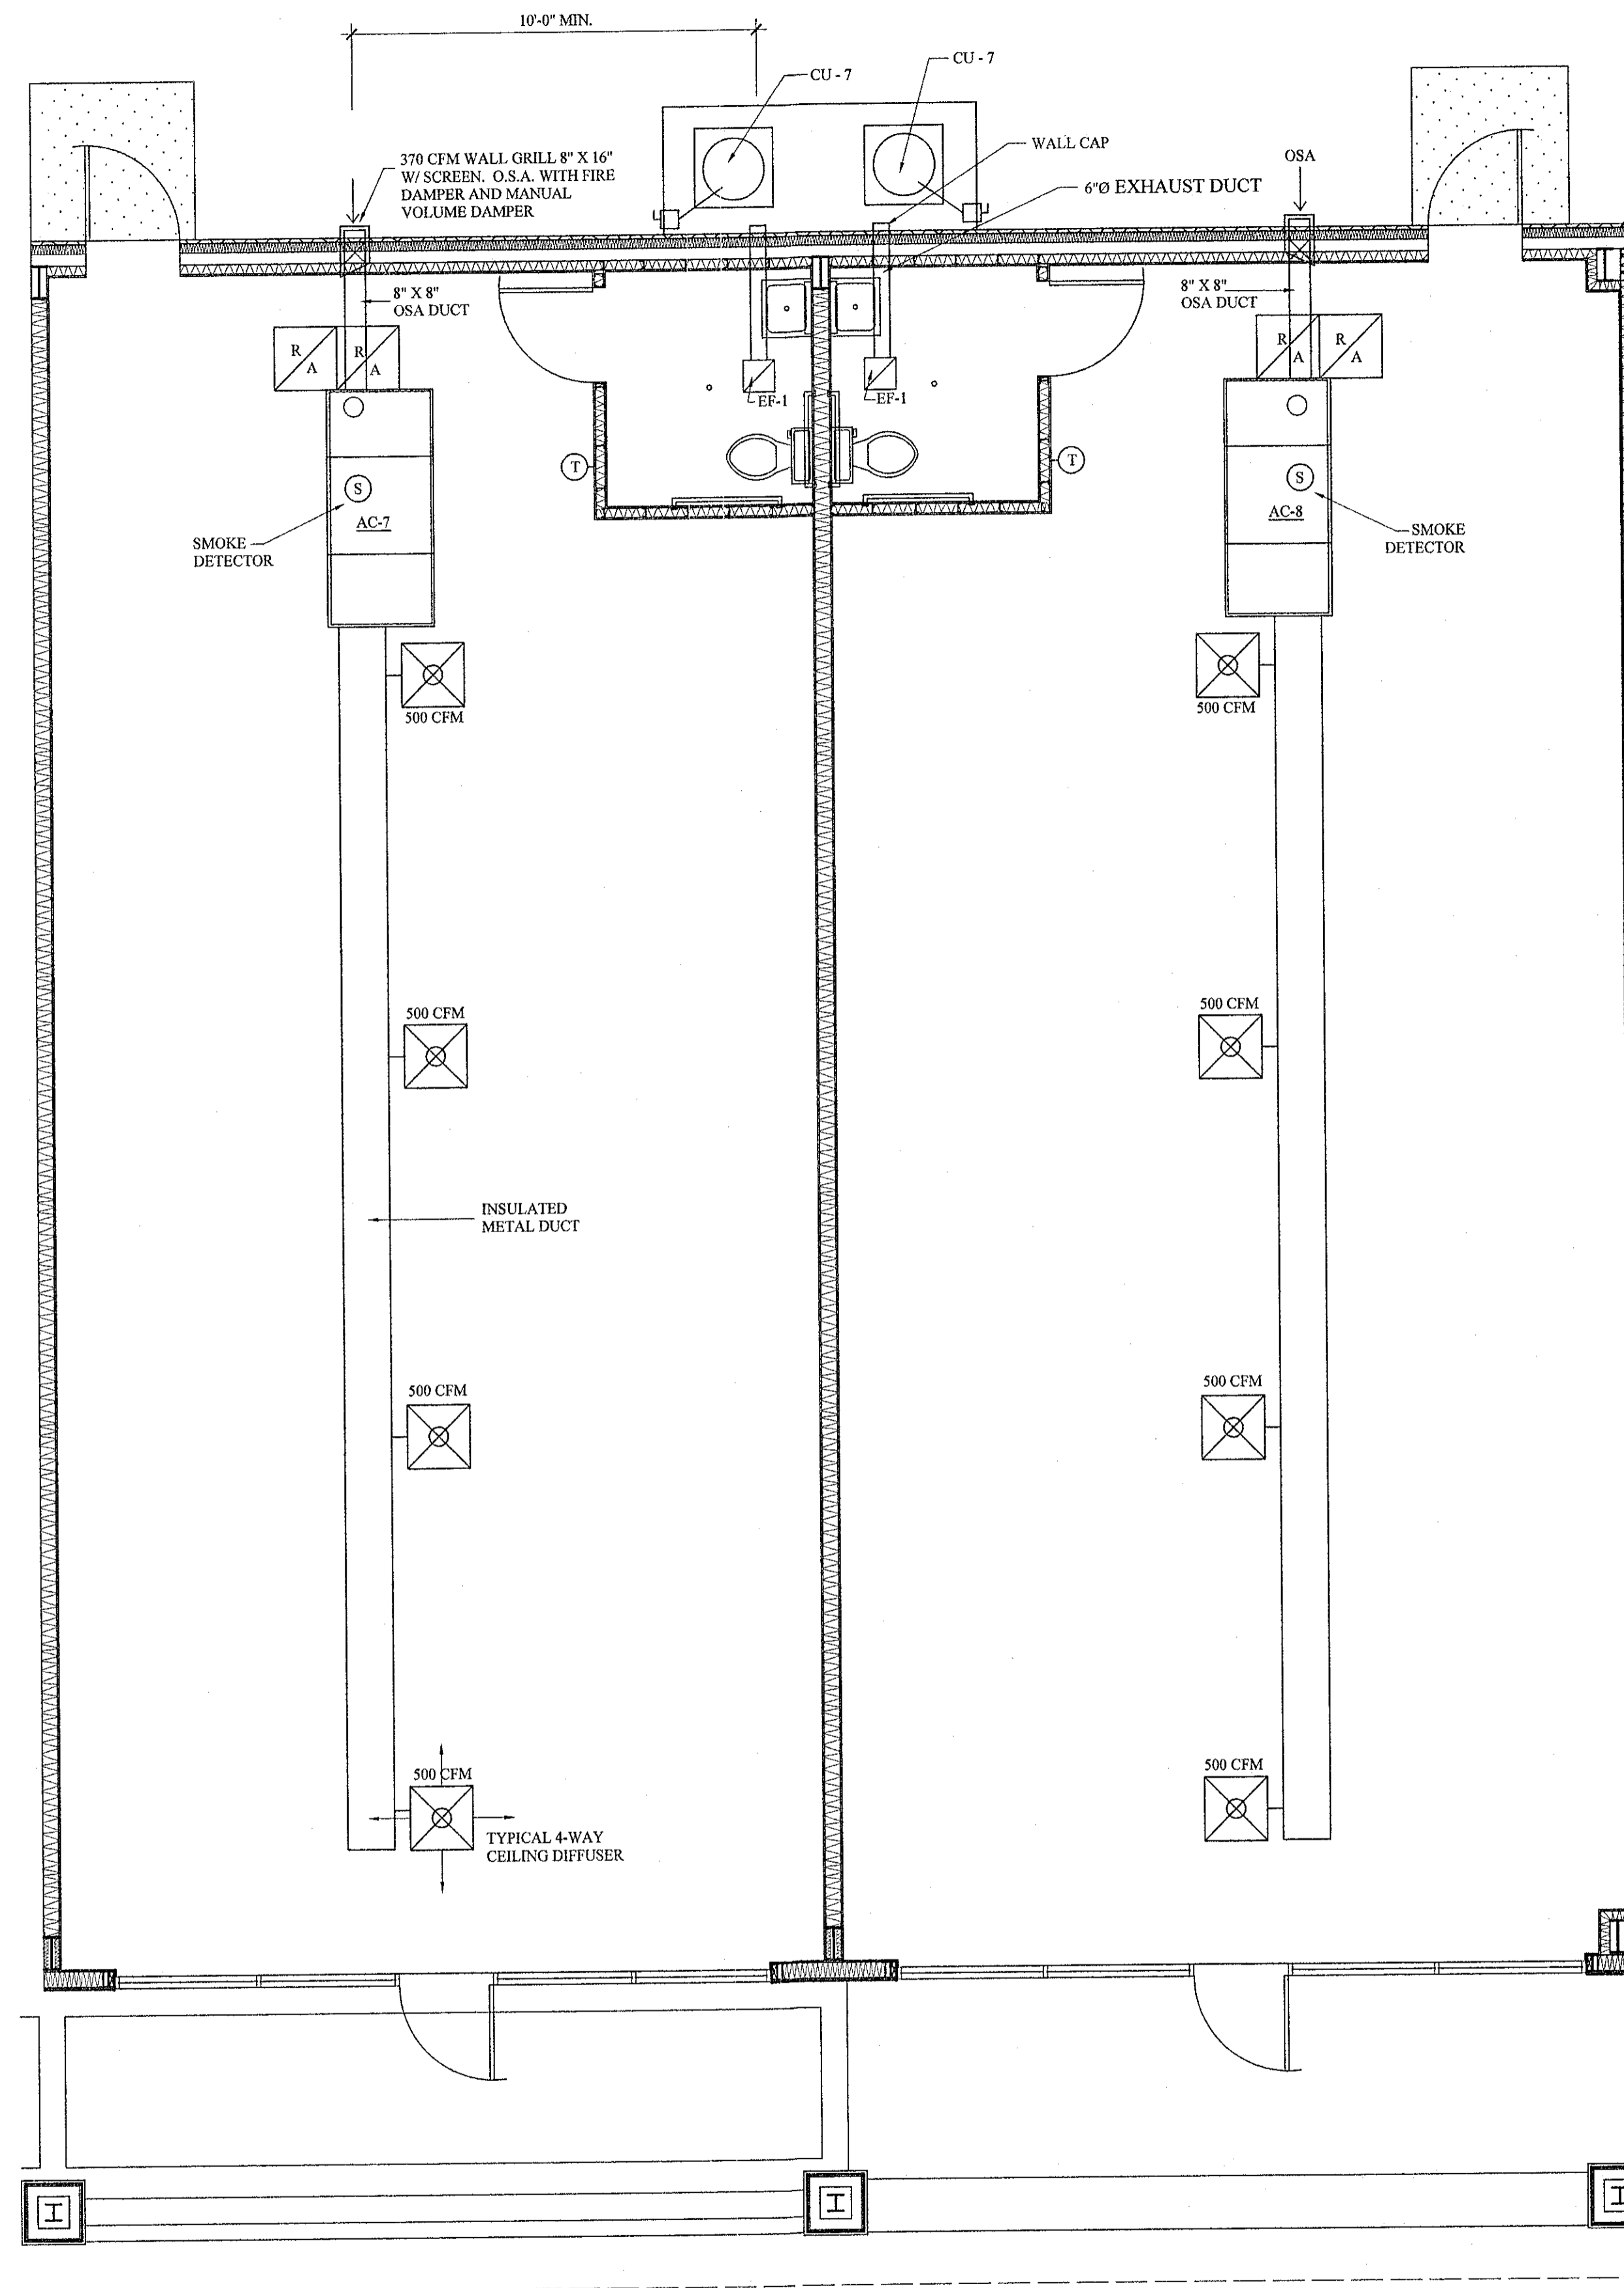 10'-0" MIN.
CU - 7
CU - 7
370 CFM WALL GRILL 8" X 16"
W/ SCREEN. O.S.A. WITH FIRE
DAMPER AND MANUAL
VOLUME DAMPER
WALL CAP
6"Ø EXHAUST DUCT
OSA
8" X 8"
OSA DUCT
8" X 8"
OSA DUCT
R
A
R
A
R
A
R
A
EF-1
EF-1
T
T
S
AC-7
SMOKE
DETECTOR
S
AC-8
SMOKE
DETECTOR
500 CFM
500 CFM
500 CFM
500 CFM
INSULATED
METAL DUCT
500 CFM
500 CFM
500 CFM
500 CFM
TYPICAL 4-WAY
CEILING DIFFUSER